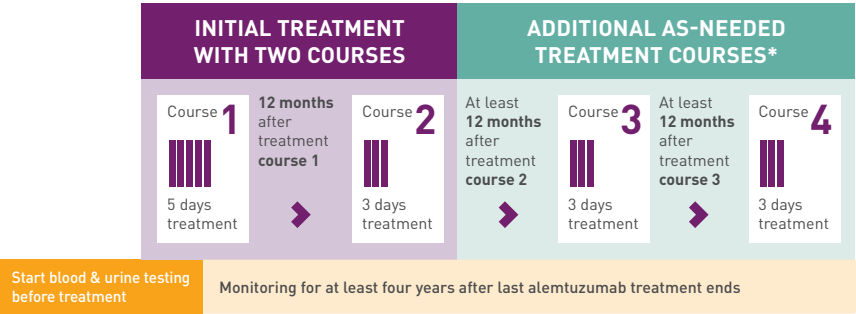 INITIAL TREATMENT
WITH TWO COURSES
ADDITIONAL AS-NEEDED
TREATMENT COURSES*
Course 1
5 days
treatment
12 months
after
treatment
course 1
Course 2
3 days
treatment
At least
12 months
after
treatment
course 2
Course 3
3 days
treatment
At least
12 months
after
treatment
course 3
Course 4
3 days
treatment
Start blood & urine testing
before treatment
Monitoring for at least four years after last alemtuzumab treatment ends